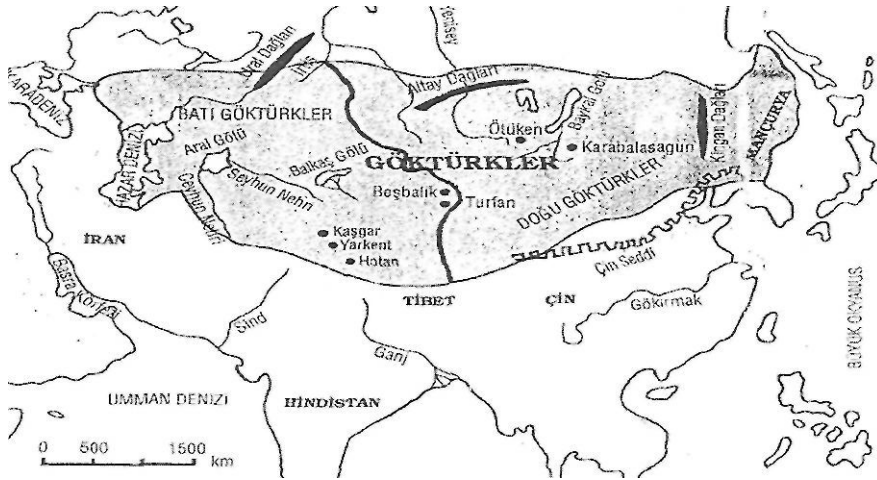 Ural Dağları
İrtiş
Yenisey
KARADENİZ
BATI GÖKTÜRKLER
Altay Dağları
Baykal Gölü
Kingan Dağları
MANÇURYA
Aral Gölü
HAZAR DENİZİ
Balkaş Gölü
Ötüken
Karabalasagun
GÖKTÜRKLER
Ceyhun Nehri
Seyhun Nehri
Beşbalık
Turfan
DOĞU GÖKTÜRKLER
Kaşgar
Yarkent
Hotan
İRAN
Çin Seddi
Basra Körfezi
TİBET
ÇİN
Gökırmak
Sind
Ganj
BÜYÜK OKYANUS
UMMAN DENİZİ
HİNDİSTAN
0 500 1500
km